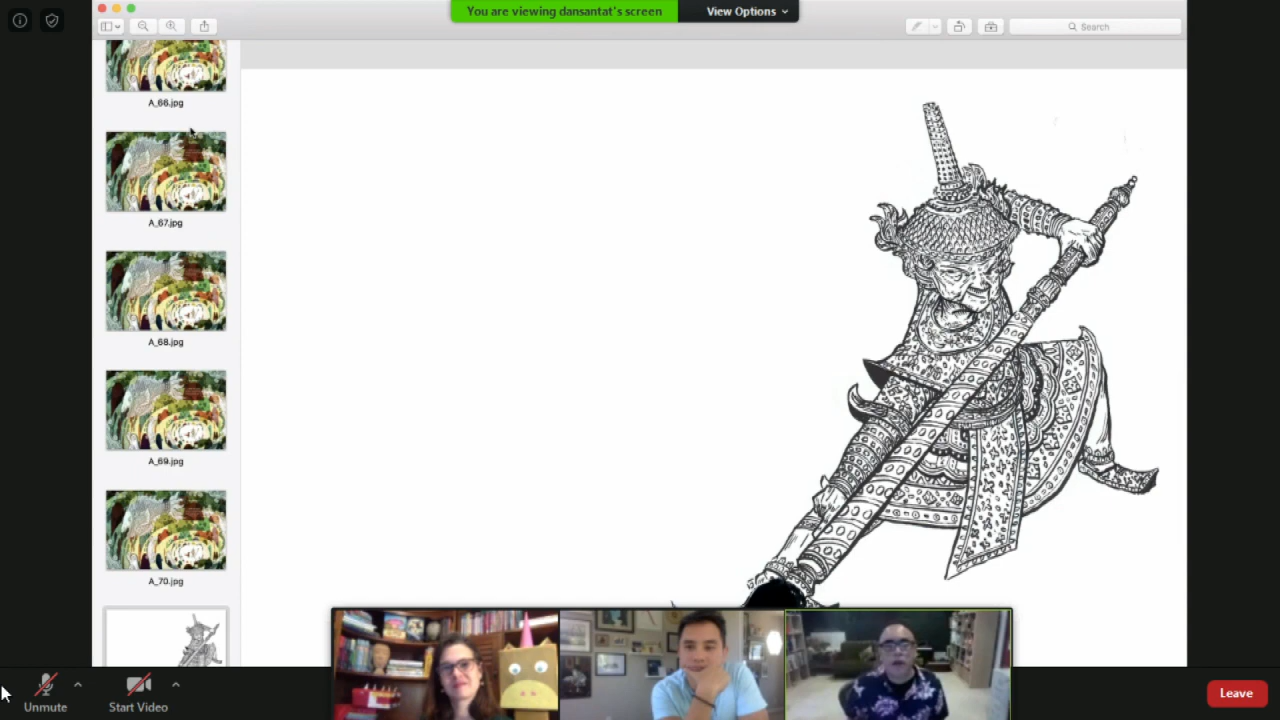 You are viewing dansantat's screen
View Options
Search
A_66.jpg
A_67.jpg
A_68.jpg
A_69.jpg
A_70.jpg
Unmute
Start Video
Leave